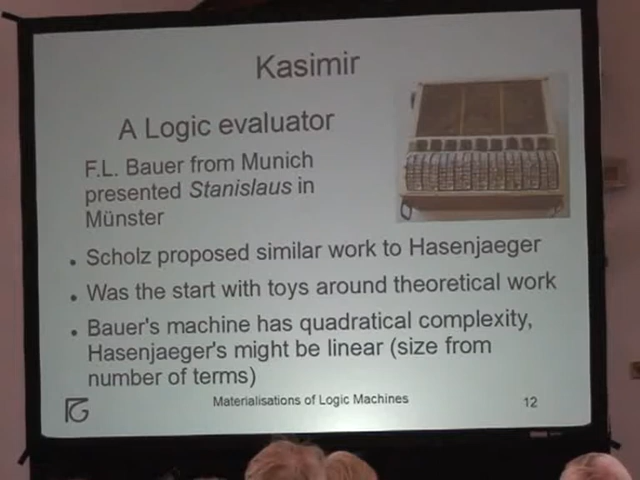 Kasimir
A Logic evaluator
F.L. Bauer from Munich
presented Stanislaus in
Münster
• Scholz proposed similar work to Hasenjaeger
• Was the start with toys around theoretical work
• Bauer's machine has quadratical complexity,
Hasenjaeger's might be linear (size from
number of terms)
Materialisations of Logic Machines
12